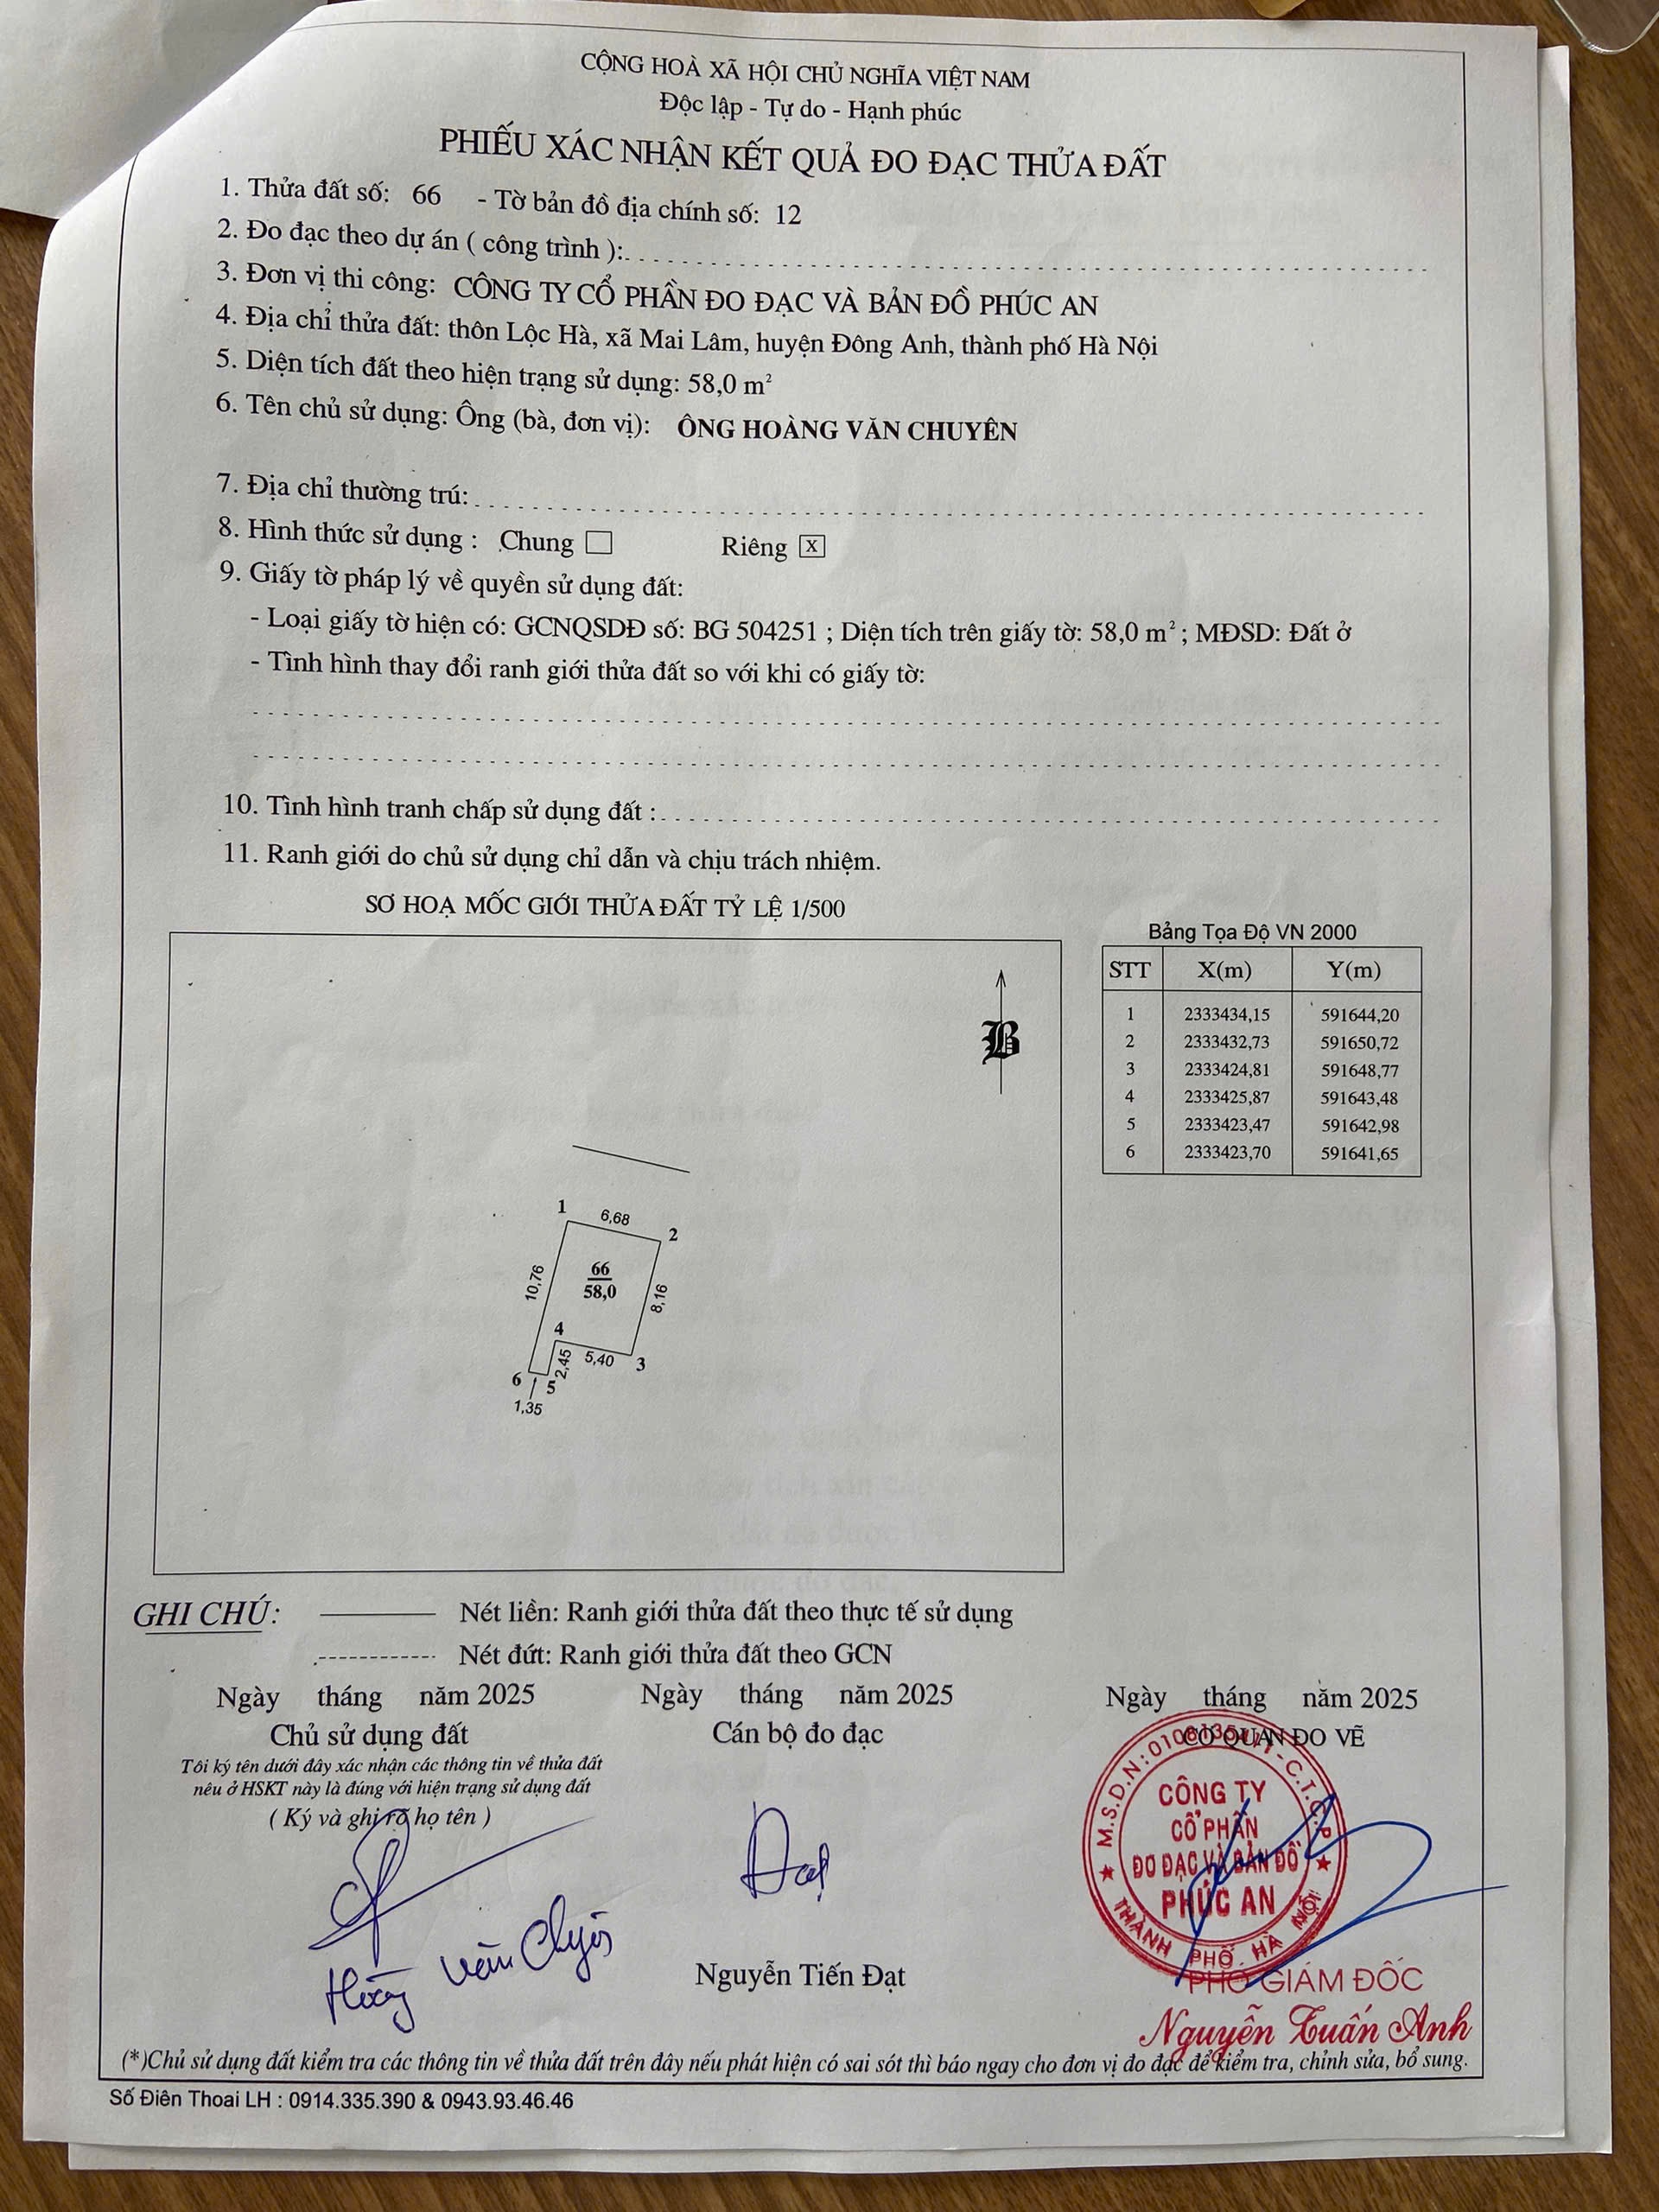 CỘNG HOÀ XÃ HỘI CHỦ NGHĨA VIỆT NAM
Độc lập - Tự do - Hạnh phúc
PHIẾU XÁC NHẬN KẾT QUẢ ĐO ĐẠC THỬA ĐẤT
1. Thửa đất số: 66 - Tờ bản đồ địa chính số: 12
2. Đo đạc theo dự án ( công trình ):
3. Đơn vị thi công: CÔNG TY CỔ PHẦN ĐO ĐẠC VÀ BẢN ĐỒ PHÚC AN
4. Địa chỉ thửa đất: thôn Lộc Hà, xã Mai Lâm, huyện Đông Anh, thành phố Hà Nội
5. Diện tích đất theo hiện trạng sử dụng: 58,0 m²
6. Tên chủ sử dụng: Ông (bà, đơn vị): ÔNG HOÀNG VĂN CHUYÊN
7. Địa chỉ thường trú:
8. Hình thức sử dụng : Chung Riêng x
9. Giấy tờ pháp lý về quyền sử dụng đất:
- Loại giấy tờ hiện có: GCNQSDĐ số: BG 504251 ; Diện tích trên giấy tờ: 58,0 m² ; MĐSD: Đất ở
- Tình hình thay đổi ranh giới thửa đất so với khi có giấy tờ:
10. Tình hình tranh chấp sử dụng đất :
11. Ranh giới do chủ sử dụng chỉ dẫn và chịu trách nhiệm.
SƠ HOẠ MỐC GIỚI THỬA ĐẤT TỶ LỆ 1/500
Bảng Tọa Độ VN 2000
STT X(m) Y(m)
1 2333434,15 591644,20
2 2333432,73 591650,72
3 2333424,81 591648,77
4 2333425,87 591643,48
5 2333423,47 591642,98
6 2333423,70 591641,65
B
1
6,68
2
10,76
66
58,0
8,16
4
2,45
5,40
3
6
5
1,35
GHI CHÚ:
Nét liền: Ranh giới thửa đất theo thực tế sử dụng
Nét đứt: Ranh giới thửa đất theo GCN
Ngày tháng năm 2025 Ngày tháng năm 2025 Ngày tháng năm 2025
Chủ sử dụng đất Cán bộ đo đạc CƠ QUAN ĐO VẼ
Tôi ký tên dưới đây xác nhận các thông tin về thửa đất
nêu ở HSKT này là đúng với hiện trạng sử dụng đất
( Ký và ghi rõ họ tên )
CÔNG TY
CỔ PHẦN
ĐO ĐẠC VÀ BẢN ĐỒ
PHÚC AN
THÀNH PHỐ HÀ NỘI
Đạt
Nguyễn Tiến Đạt
PHÓ GIÁM ĐỐC
Nguyễn Tuấn Anh
(*)Chủ sử dụng đất kiểm tra các thông tin về thửa đất trên đây nếu phát hiện có sai sót thì báo ngay cho đơn vị đo đạc để kiểm tra, chỉnh sửa, bổ sung.
Số Điên Thoai LH : 0914.335.390 & 0943.93.46.46